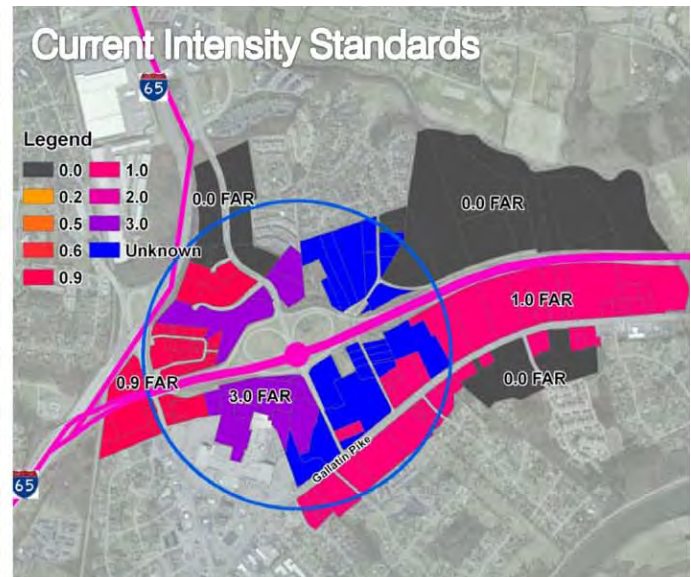 Current Intensity Standards
65
Legend
0.0
1.0
0.2
2.0
0.5
3.0
0.6
Unknown
0.9
0.0 FAR
0.0 FAR
1.0 FAR
0.9 FAR
3.0 FAR
0.0 FAR
Gallatin Pike
65